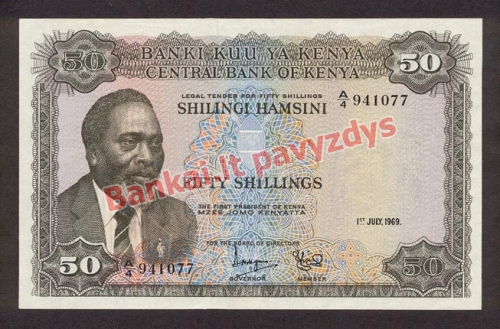 BANKI KUU YA KENYA
CENTRAL BANK OF KENYA
50 50
LEGAL TENDER FOR FIFTY SHILLINGS
SHILINGI HAMSINI
A/4 941077
Bankai.lt pavyzdys
FIFTY SHILLINGS
THE FIRST PRESIDENT OF KENYA
MZEE JOMO KENYATTA
1ST JULY, 1969.
FOR THE BOARD OF DIRECTORS
50 A/4 941077 50
GOVERNOR MEMBER